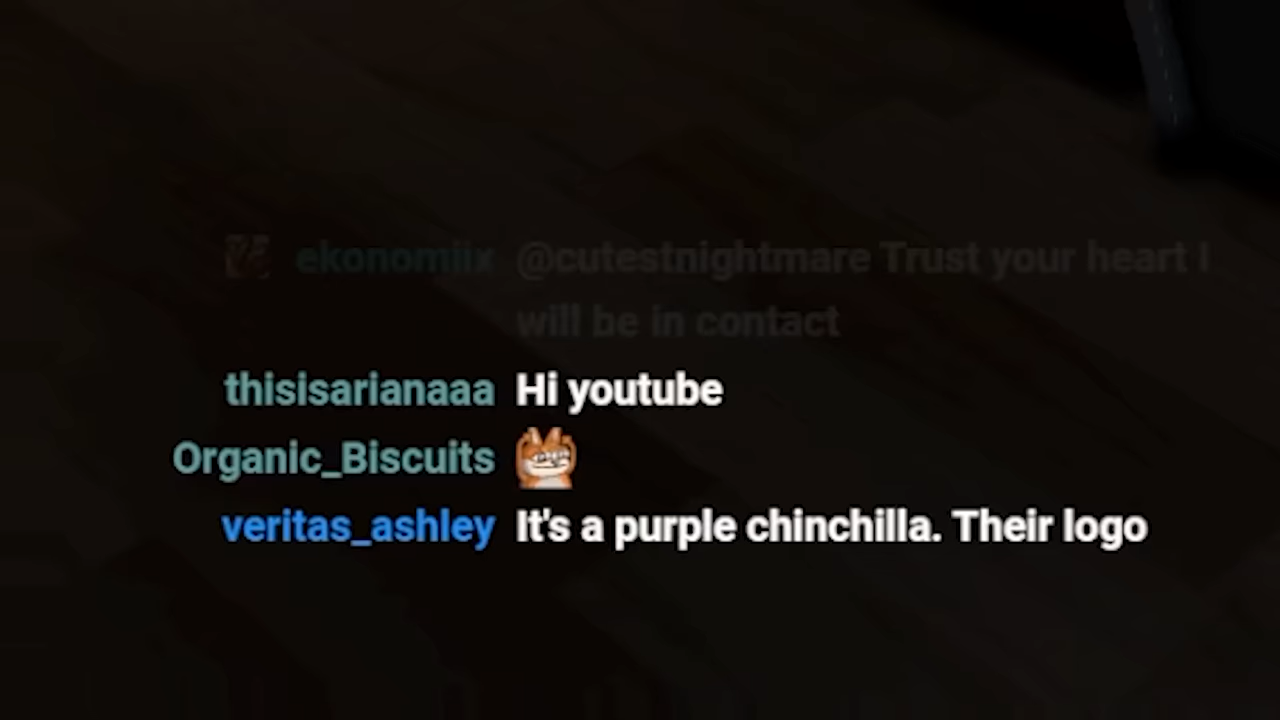 ekonomiix @cutestnightmare Trust your heart I
will be in contact
thisisarianaaa Hi youtube
Organic_Biscuits
veritas_ashley It's a purple chinchilla. Their logo